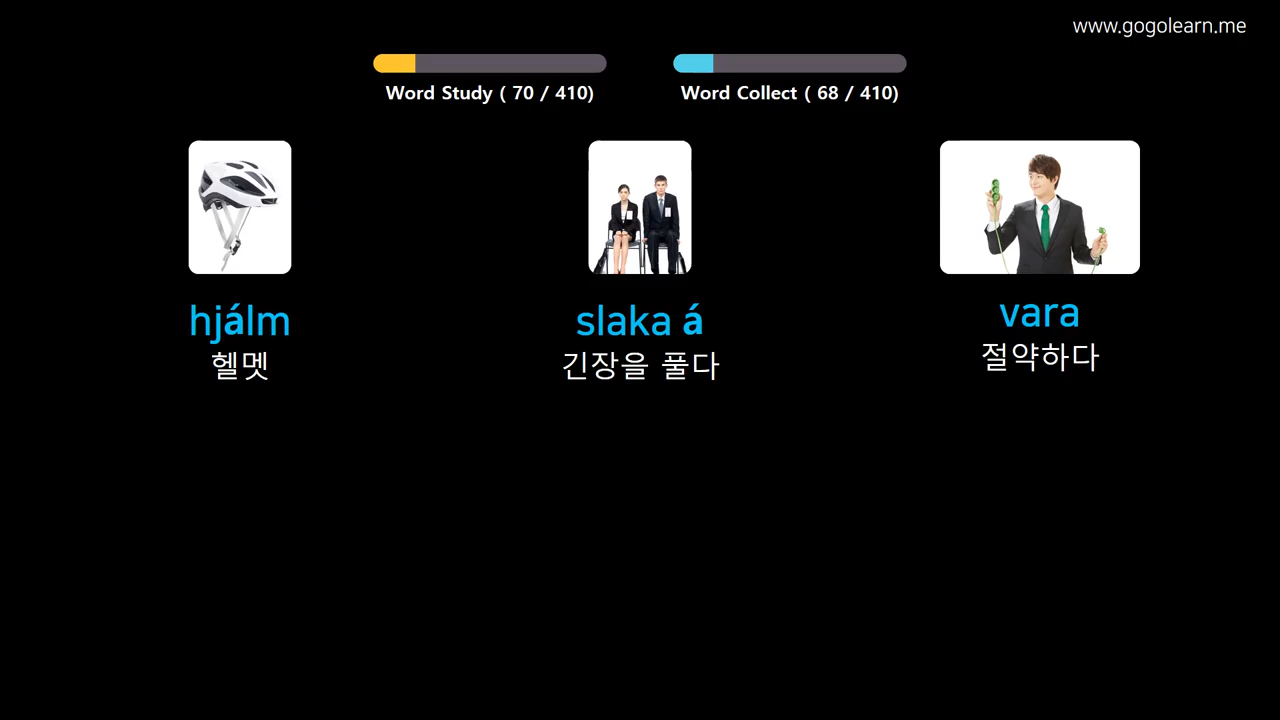 www.gogolearn.me
Word Study ( 70 / 410)
Word Collect ( 68 / 410)
hjálm
헬멧
slaka á
긴장을 풀다
vara
절약하다